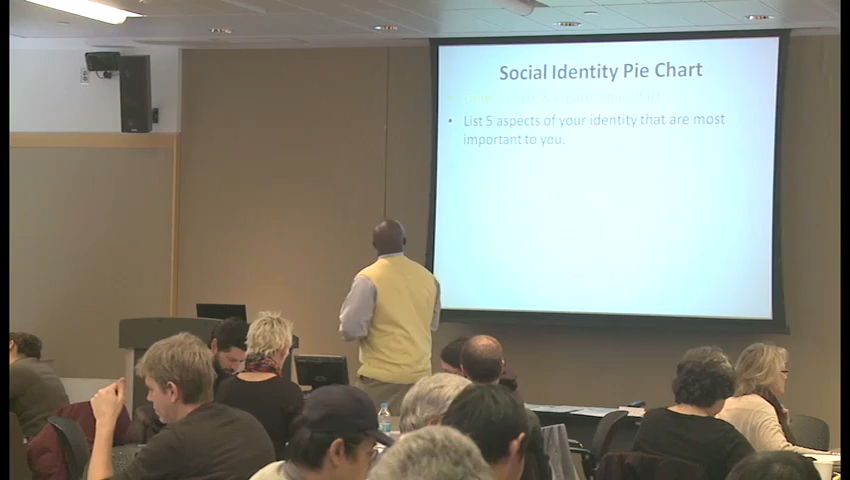 Social Identity Pie Chart
• List 5 aspects of your identity that are most
important to you.